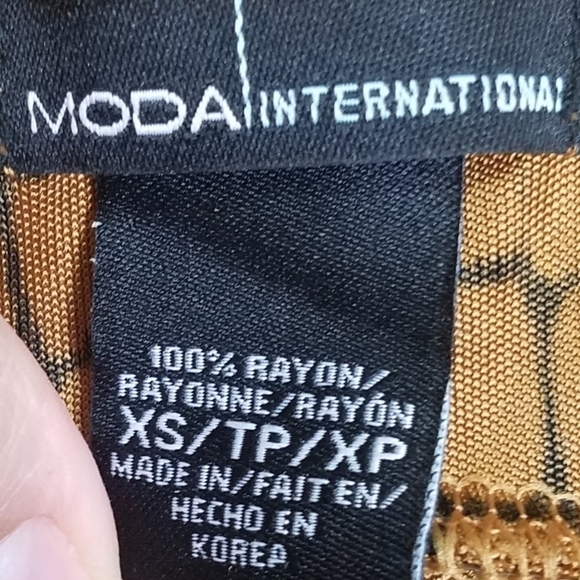 MODA INTERNATIONAL
100% RAYON/
RAYONNE/RAYÓN
XS/TP/XP
MADE IN/FAIT EN/
HECHO EN
KOREA